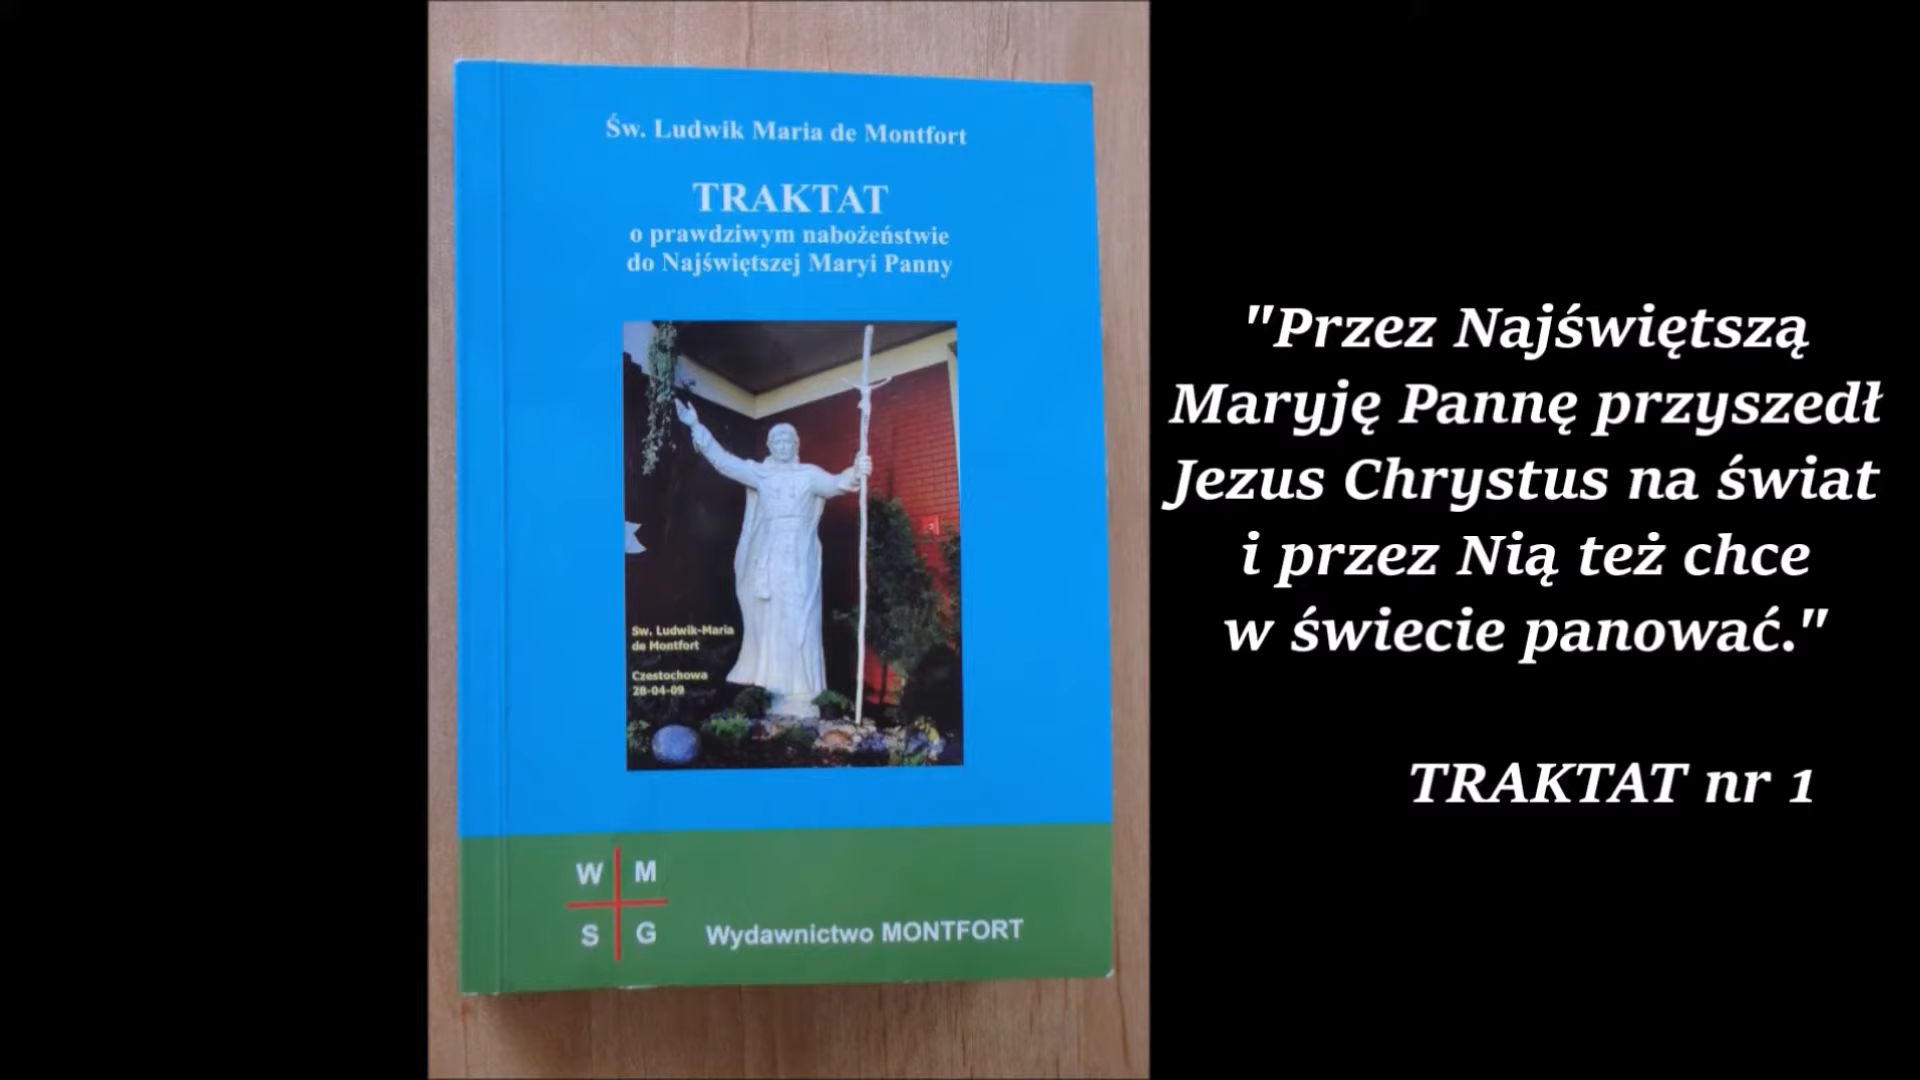 Św. Ludwik Maria de Montfort
TRAKTAT
o prawdziwym nabożeństwie
do Najświętszej Maryi Panny
Sw. Ludwik-Maria
de Montfort
Czestochowa
28-04-09
W M
S G
Wydawnictwo MONTFORT
"Przez Najświętszą
Maryję Pannę przyszedł
Jezus Chrystus na świat
i przez Nią też chce
w świecie panować."
TRAKTAT nr 1